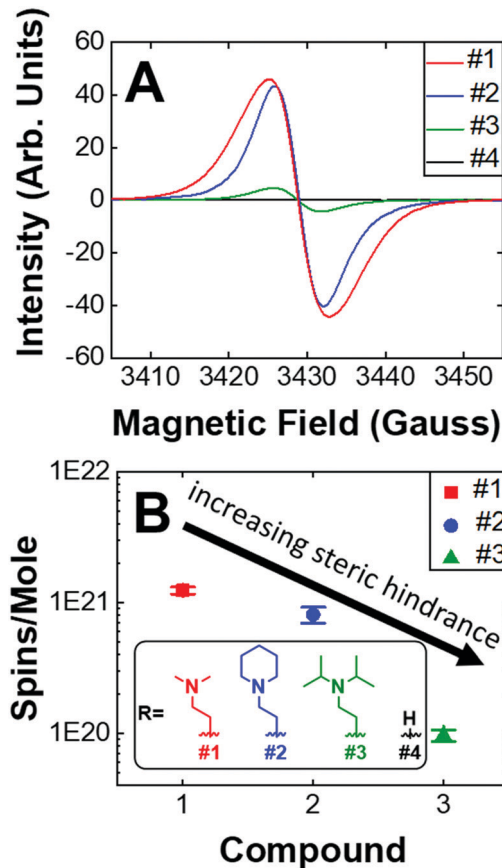 60
40
20
0
-20
-40
-60
Intensity (Arb. Units)
A
#1
#2
#3
#4
3410 3420 3430 3440 3450
Magnetic Field (Gauss)
1E22
1E21
1E20
Spins/Mole
B
increasing steric hindrance
#1
#2
#3
R=
N
#1
N
#2
N
#3
H
#4
1 2 3
Compound